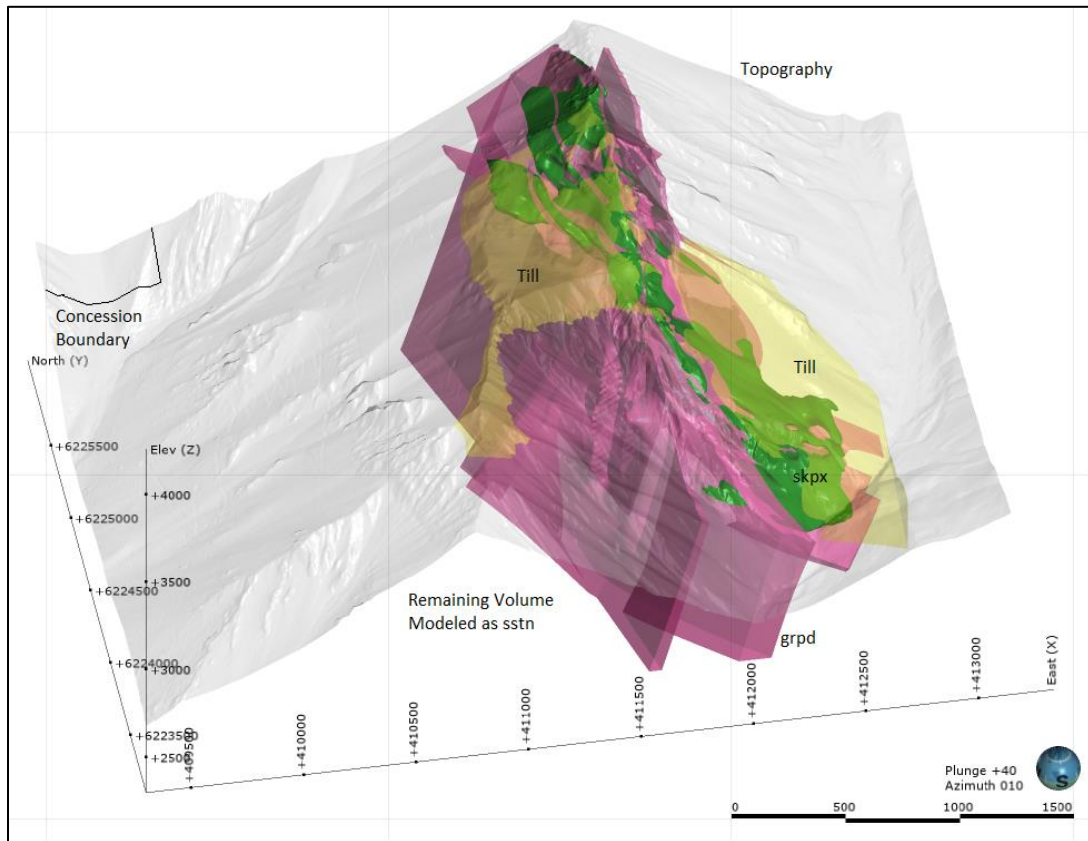 Topography
Till
Concession
Boundary
North (Y)
Till
+6225500
Elev (Z)
+4000
skpx
+6225000
+3500
+6224500
Remaining Volume
Modeled as sstn
grpd
+6224000
+3000
+6223500
+2500
+409500
+410000
+410500
+411000
+411500
+412000
+412500
+413000
East (X)
Plunge +40
Azimuth 010
S
0
500
1000
1500